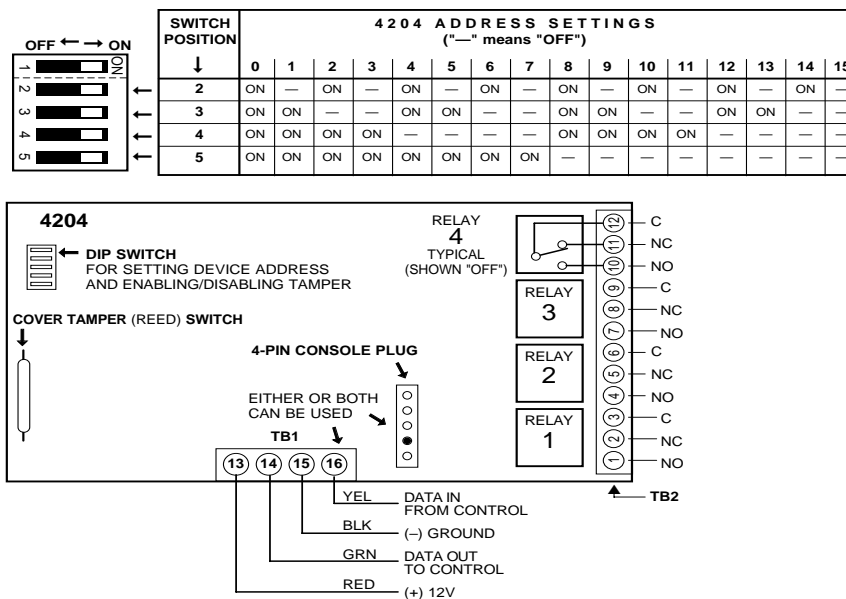 OFF ← → ON
ON
1
2
3
4
5
SWITCH POSITION ↓
4204 ADDRESS SETTINGS
("—" means "OFF")
0 1 2 3 4 5 6 7 8 9 10 11 12 13 14 15
2 ON — ON — ON — ON — ON — ON — ON — ON —
3 ON ON — — ON ON — — ON ON — — ON ON — —
4 ON ON ON ON — — — — ON ON ON ON — — — —
5 ON ON ON ON ON ON ON ON — — — — — — — —
4204
DIP SWITCH
FOR SETTING DEVICE ADDRESS
AND ENABLING/DISABLING TAMPER
COVER TAMPER (REED) SWITCH
4-PIN CONSOLE PLUG
EITHER OR BOTH
CAN BE USED
TB1
13 14 15 16
RELAY
4
TYPICAL
(SHOWN "OFF")
RELAY
3
RELAY
2
RELAY
1
12 C
11 NC
10 NO
9 C
8 NC
7 NO
6 C
5 NC
4 NO
3 C
2 NC
1 NO
TB2
YEL DATA IN
FROM CONTROL
BLK (–) GROUND
GRN DATA OUT
TO CONTROL
RED (+) 12V